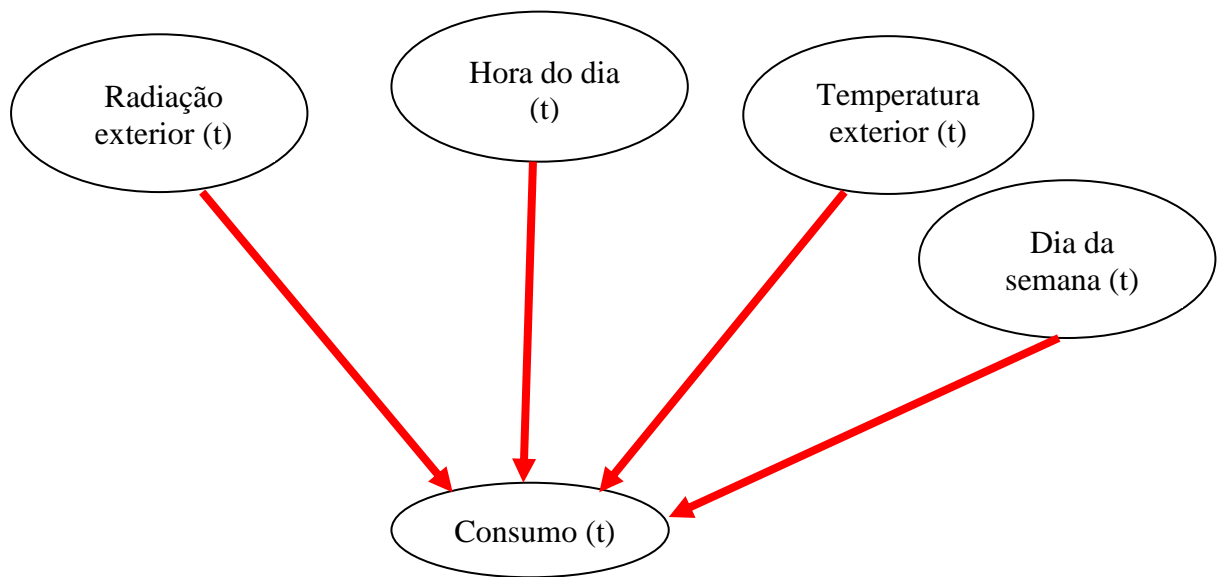 Radiação
exterior (t)
Hora do dia
(t)
Temperatura
exterior (t)
Dia da
semana (t)
Consumo (t)